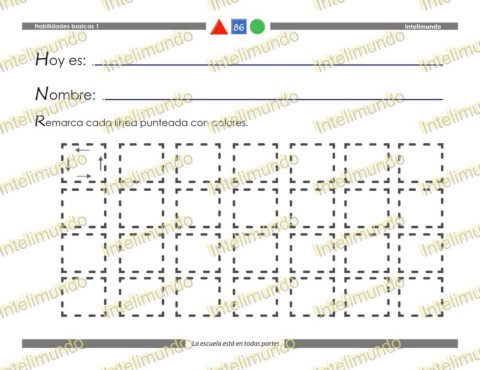 Habilidades basicas 1
86
Intelimundo
Hoy es:
Nombre:
Remarca cada línea punteada con colores.
La escuela está en todas partes
Intelimundo